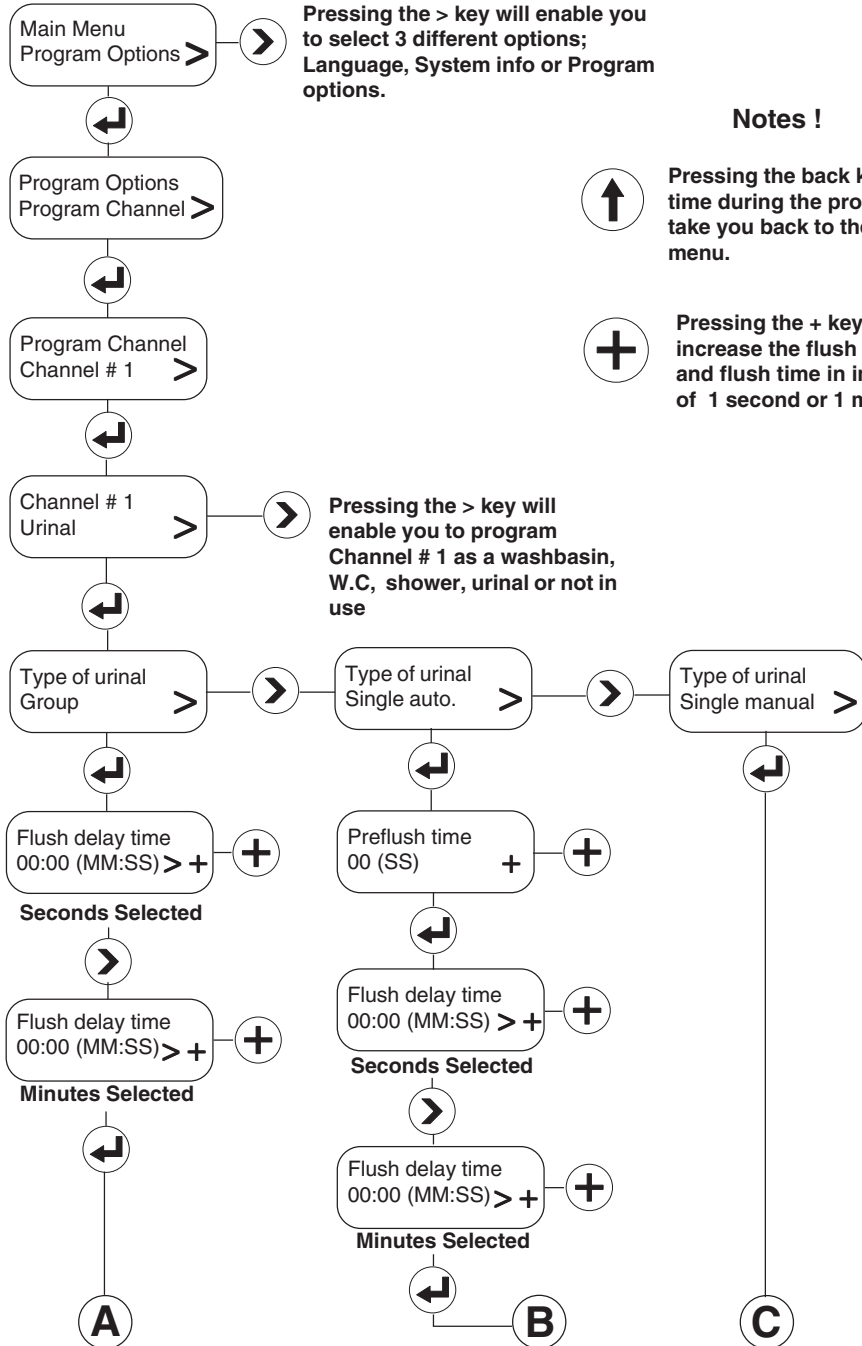 Main Menu
Program Options >
Pressing the > key will enable you
to select 3 different options;
Language, System info or Program
options.
Notes !
Program Options
Program Channel >
Pressing the back k
time during the pro
take you back to the
menu.
Program Channel
Channel # 1 >
Pressing the + key
increase the flush
and flush time in in
of 1 second or 1 m
Channel # 1
Urinal >
Pressing the > key will
enable you to program
Channel # 1 as a washbasin,
W.C, shower, urinal or not in
use
Type of urinal
Group >
Type of urinal
Single auto. >
Type of urinal
Single manual >
Flush delay time
00:00 (MM:SS) > +
Seconds Selected
Flush delay time
00:00 (MM:SS) > +
Minutes Selected
A
Preflush time
00 (SS) +
Flush delay time
00:00 (MM:SS) > +
Seconds Selected
Flush delay time
00:00 (MM:SS) > +
Minutes Selected
B
C